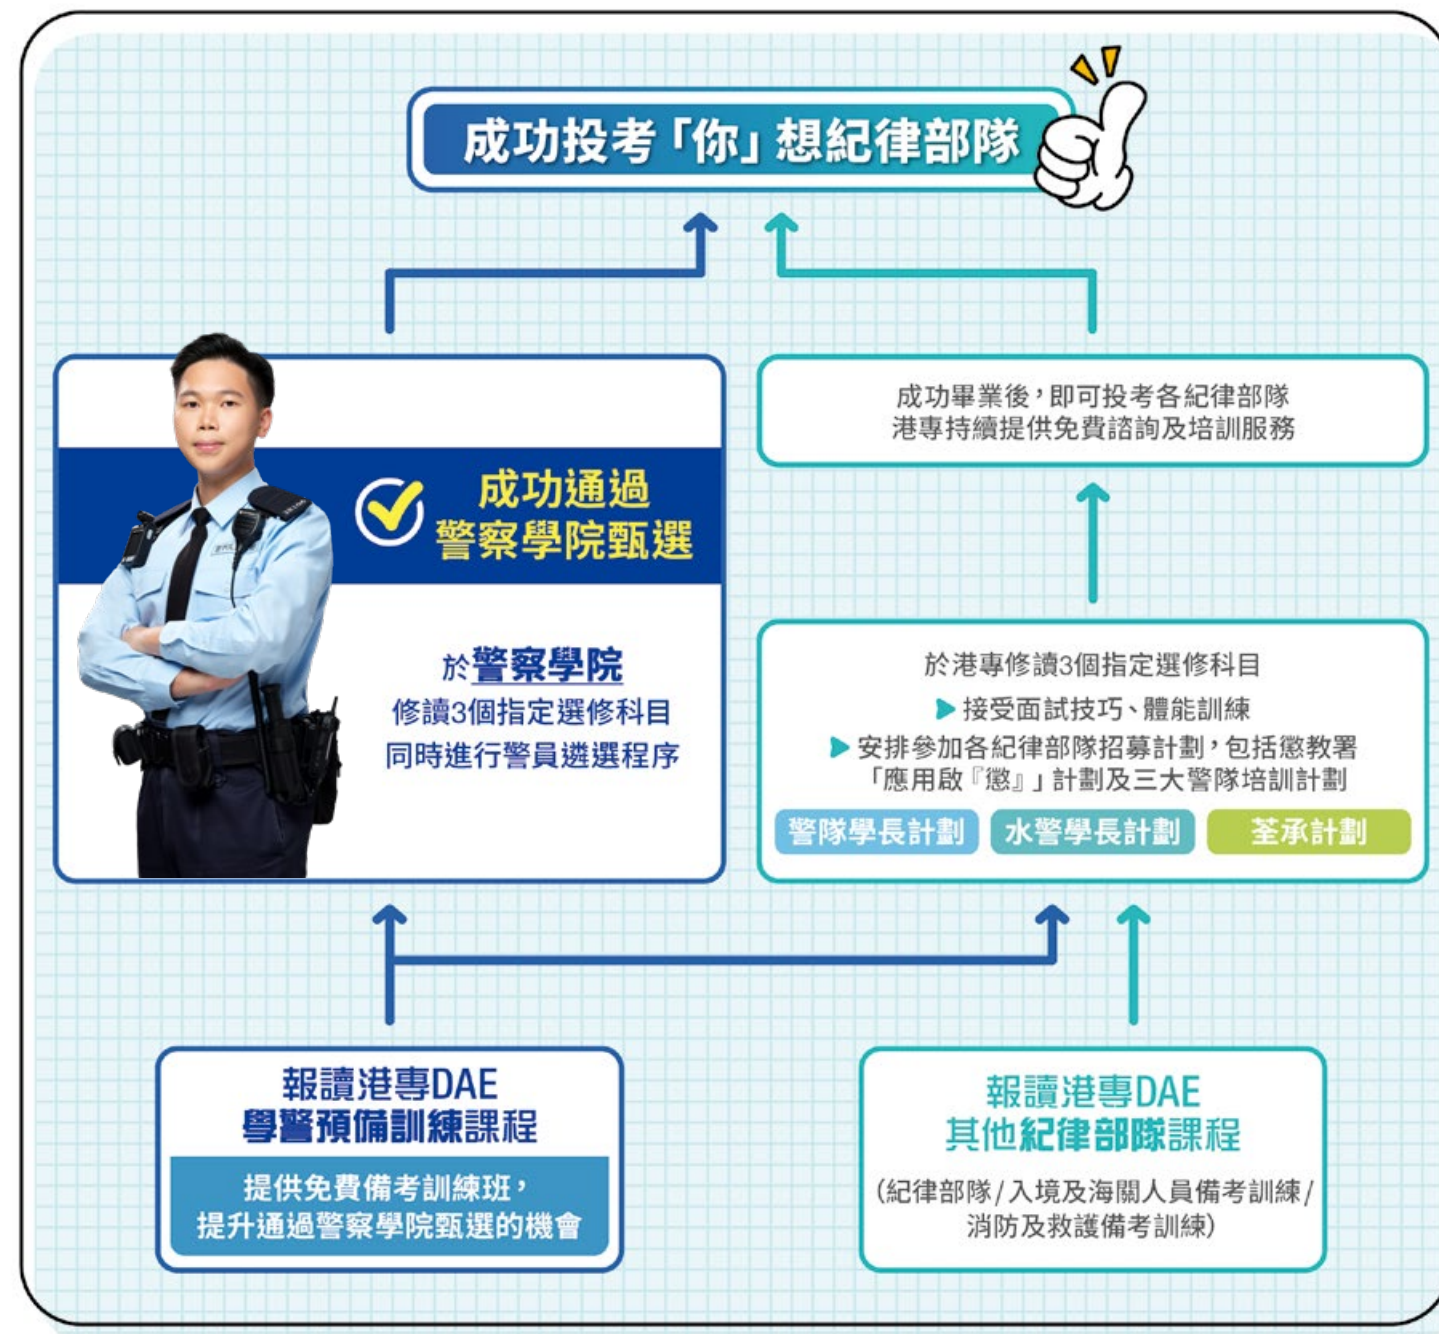 成功投考「你」想紀律部隊
成功通過
警察學院甄選
於警察學院
修讀3個指定選修科目
同時進行警員遴選程序
成功畢業後，即可投考各紀律部隊
港專持續提供免費諮詢及培訓服務
於港專修讀3個指定選修科目
接受面試技巧、體能訓練
安排參加各紀律部隊招募計劃，包括懲教署
「應用啟『懲』」計劃及三大警隊培訓計劃
警隊學長計劃
水警學長計劃
荃承計劃
報讀港專DAE
學警預備訓練課程
提供免費備考訓練班，
提升通過警察學院甄選的機會
報讀港專DAE
其他紀律部隊課程
（紀律部隊/入境及海關人員備考訓練/
消防及救護備考訓練）